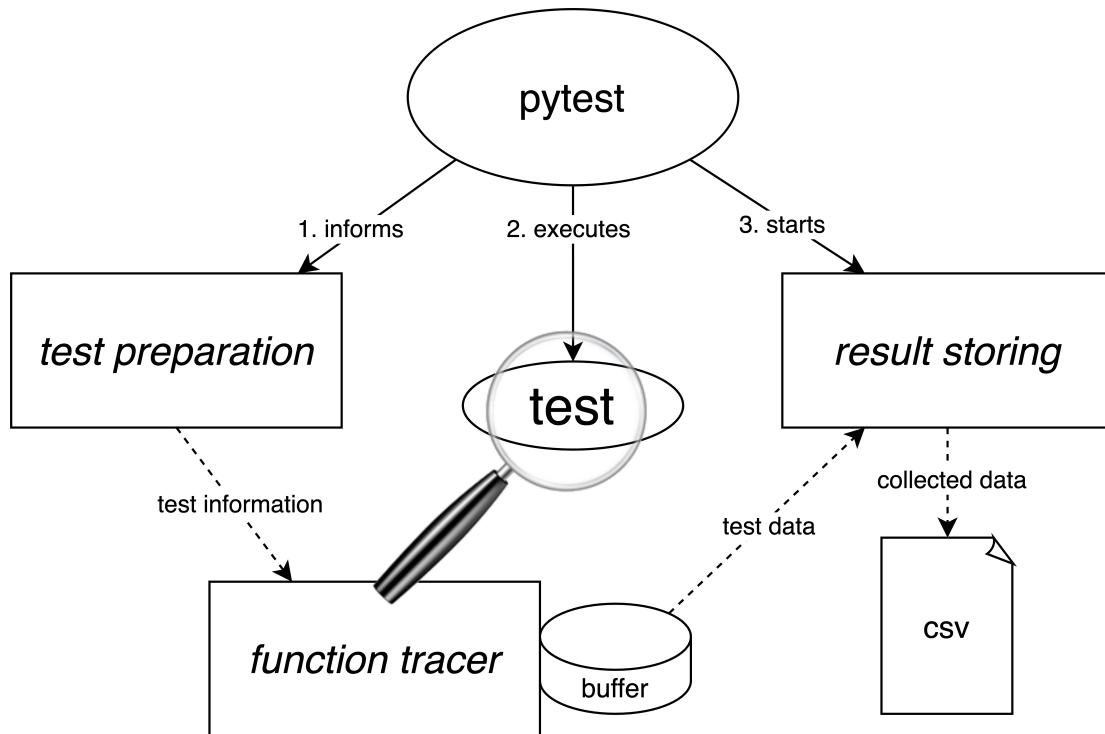 pytest
1. informs
2. executes
3. starts
test preparation
test
result storing
test information
test data
collected data
function tracer
buffer
csv